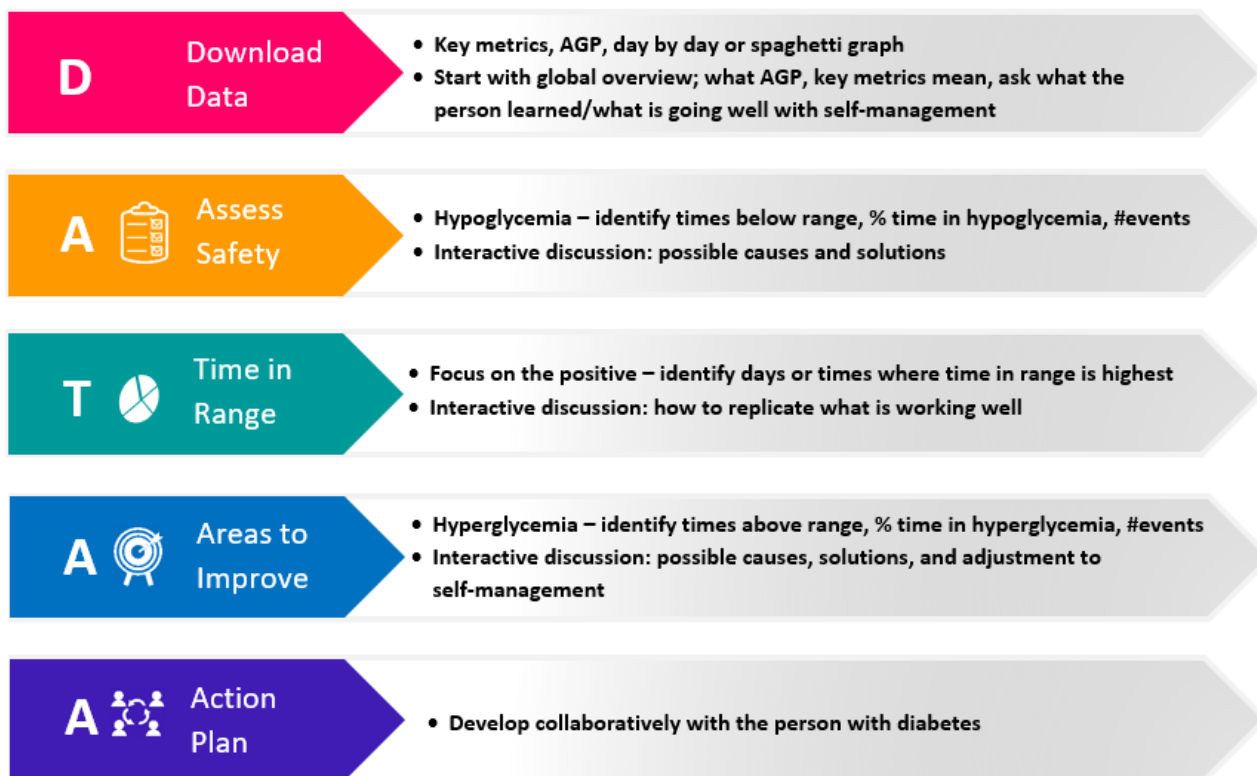 D
Download
Data
• Key metrics, AGP, day by day or spaghetti graph
• Start with global overview; what AGP, key metrics mean, ask what the
person learned/what is going well with self-management
A
Assess
Safety
• Hypoglycemia – identify times below range, % time in hypoglycemia, #events
• Interactive discussion: possible causes and solutions
T
Time in
Range
• Focus on the positive – identify days or times where time in range is highest
• Interactive discussion: how to replicate what is working well
A
Areas to
Improve
• Hyperglycemia – identify times above range, % time in hyperglycemia, #events
• Interactive discussion: possible causes, solutions, and adjustment to
self-management
A
Action
Plan
• Develop collaboratively with the person with diabetes